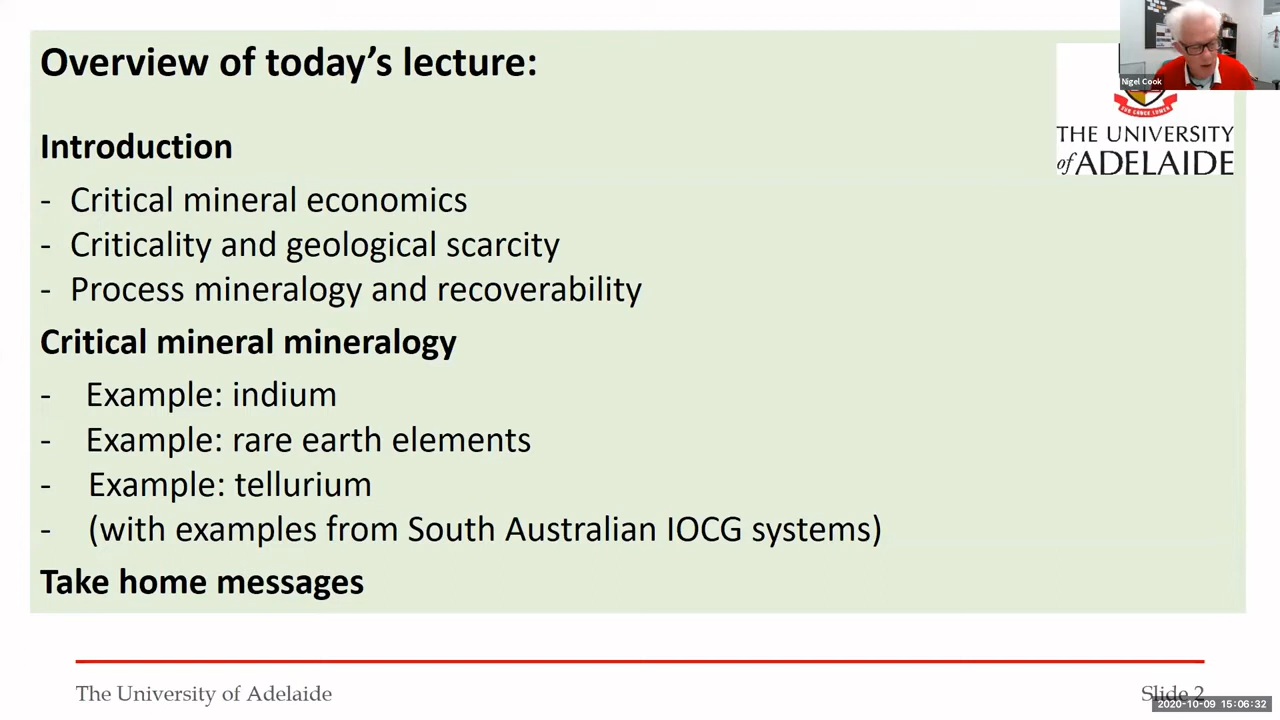 Overview of today's lecture:
Nigel Cook
THE UNIVERSITY
of ADELAIDE
Introduction
- Critical mineral economics
- Criticality and geological scarcity
- Process mineralogy and recoverability
Critical mineral mineralogy
- Example: indium
- Example: rare earth elements
- Example: tellurium
- (with examples from South Australian IOCG systems)
Take home messages
The University of Adelaide
Slide 2
2020-10-09 15:06:32